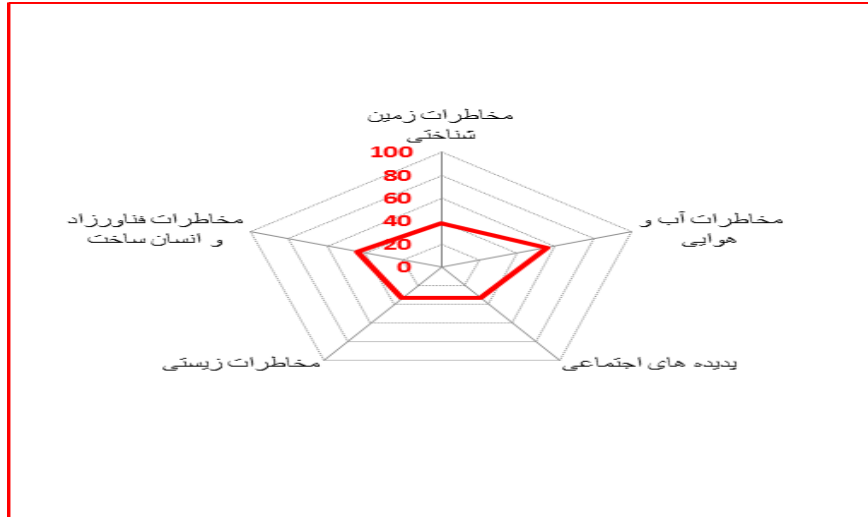 مخاطرات زمین
شناختی
100
80
60
40
20
0
مخاطرات آب و
هوایی
پدیده های اجتماعی
مخاطرات زیستی
مخاطرات فناورزاد
و انسان ساخت